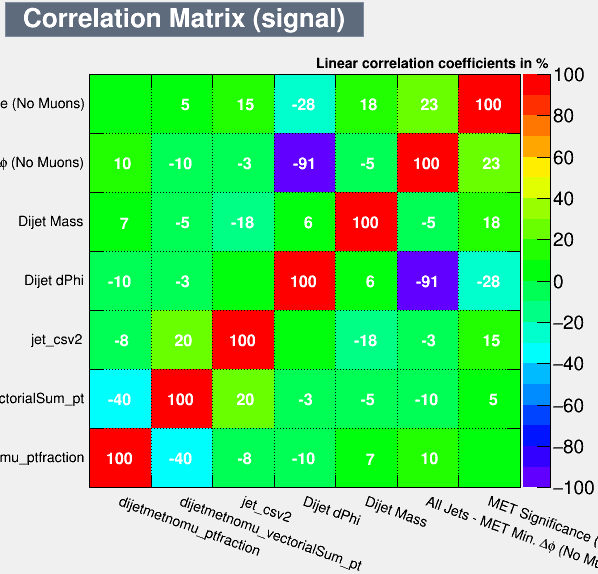 Correlation Matrix (signal)
Linear correlation coefficients in %
e (No Muons) 5 15 -28 18 23 100
ϕ (No Muons) 10 -10 -3 -91 -5 100 23
Dijet Mass 7 -5 -18 6 100 -5 18
Dijet dPhi -10 -3 100 6 -91 -28
jet_csv2 -8 20 100 -18 -3 15
ctorialSum_pt -40 100 20 -3 -5 -10 5
mu_ptfraction 100 -40 -8 -10 7 10
100
80
60
40
20
0
−20
−40
−60
−80
−100
dijetmetnomu_ptfraction
dijetmetnomu_vectorialSum_pt
jet_csv2
Dijet dPhi
Dijet Mass
All Jets - MET Min. Δϕ (No Mu
MET Significance (